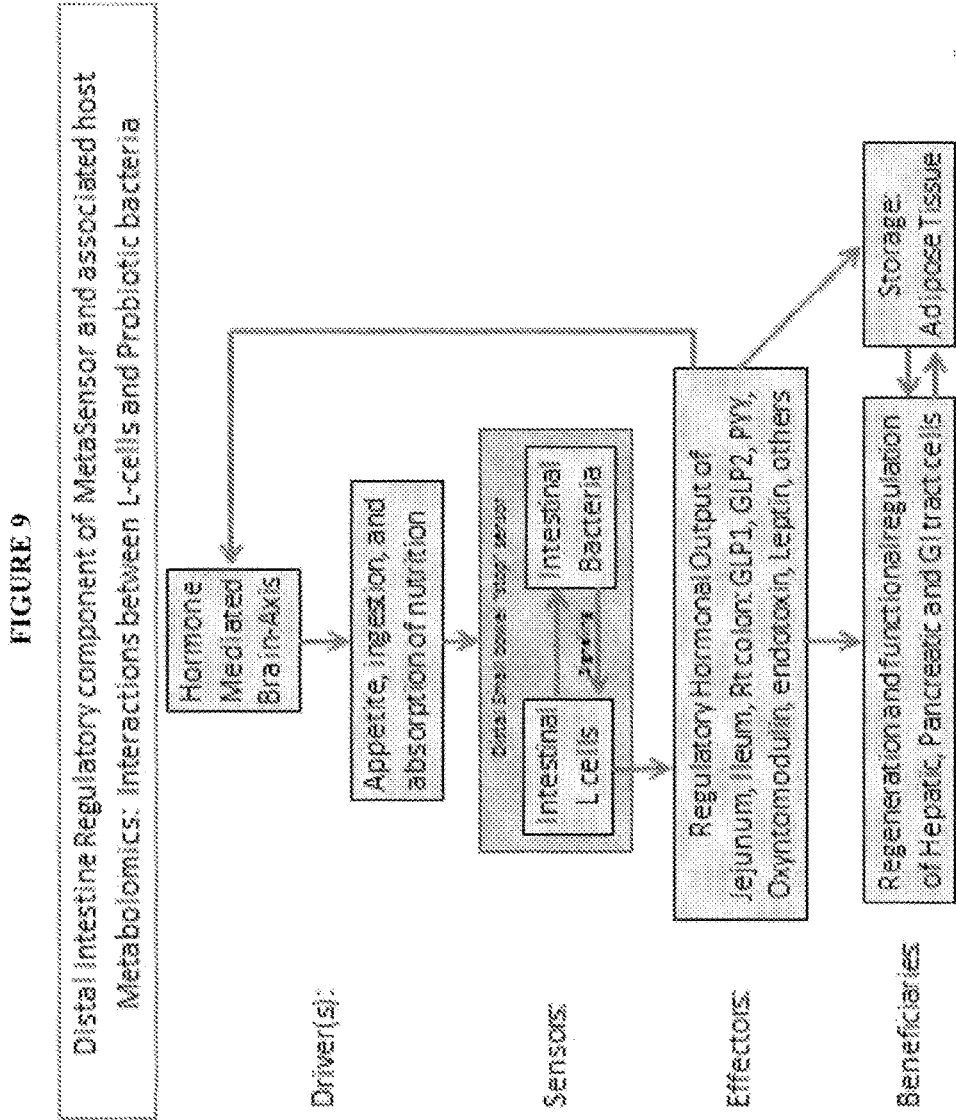 FIGURE 9
Distal Intestine Regulatory component of MetaSensor and associated host
Metabolomics: Interactions between L-cells and Probiotic bacteria
Hormone
Mediated
Brain-Axis
Driver(s):
Appetite, ingestion, and
absorption of nutrition
Sensors:
sensor
Intestinal
L cells
Intestinal
Bacteria
Effectors:
Regulatory Hormonal Output of
Jejunum, Ileum, Rt colon: GLP1, GLP2, PYY,
Oxyntomodulin, endotoxin, Leptin, others
Beneficiaries:
Regeneration and functional regulation
of Hepatic, Pancreatic and GI tract cells
Storage:
Adipose Tissue